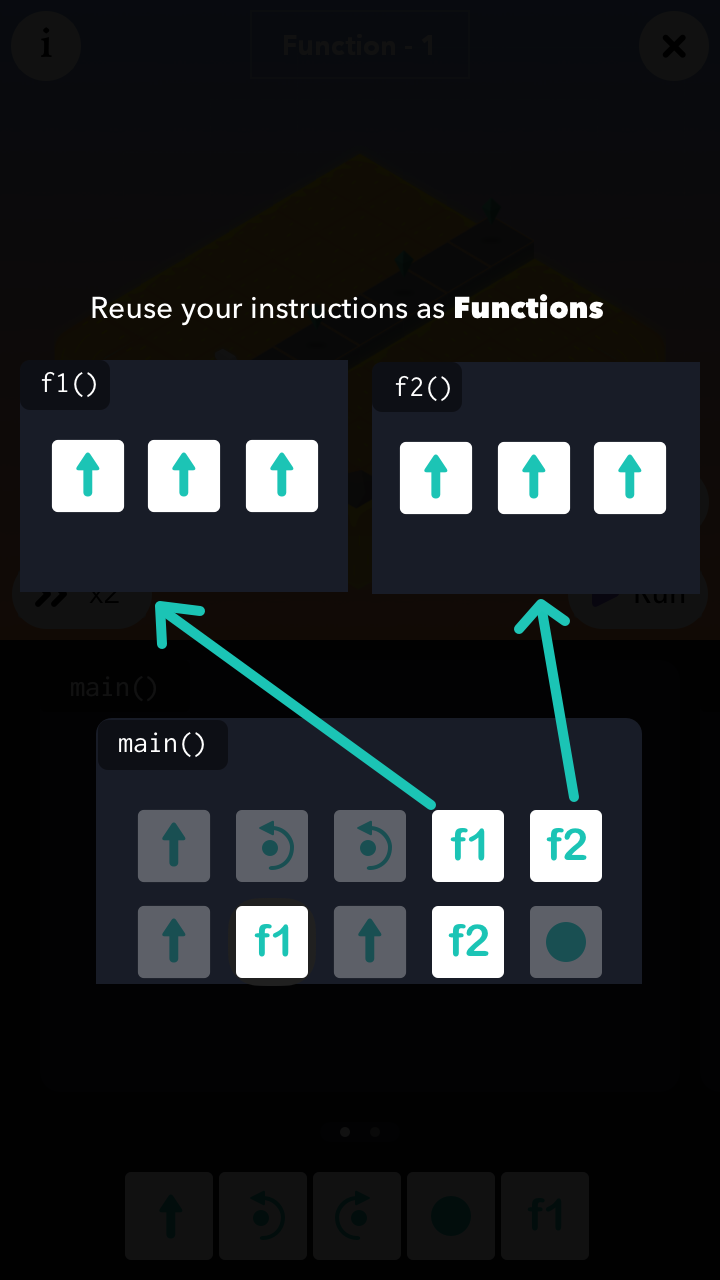 i
Function - 1
Reuse your instructions as Functions
f1()
f2()
x2
Run
main()
main()
f1
f2
f1
f2
f1